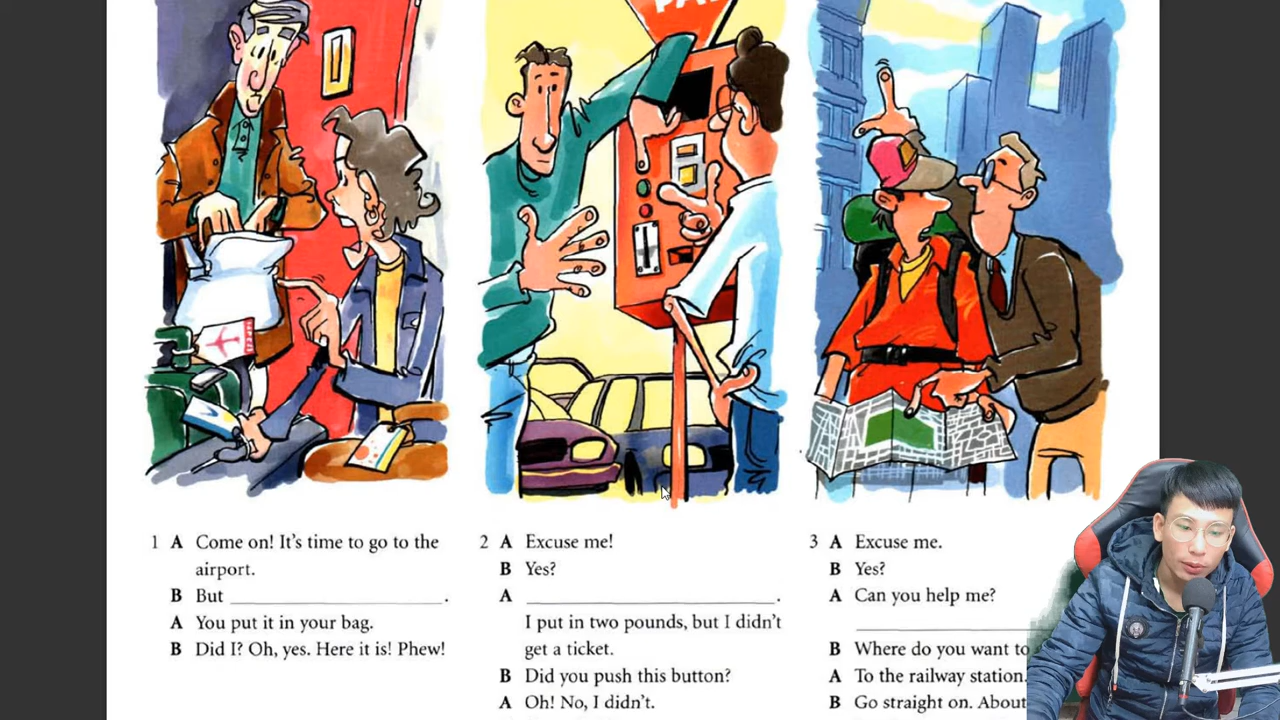 1 A Come on! It's time to go to the
airport.
B But ____________________.
A You put it in your bag.
B Did I? Oh, yes. Here it is! Phew!
2 A Excuse me!
B Yes?
A ____________________.
I put in two pounds, but I didn't
get a ticket.
B Did you push this button?
A Oh! No, I didn't.
3 A Excuse me.
B Yes?
A Can you help me?
____________________
B Where do you want to
A To the railway station.
B Go straight on. About